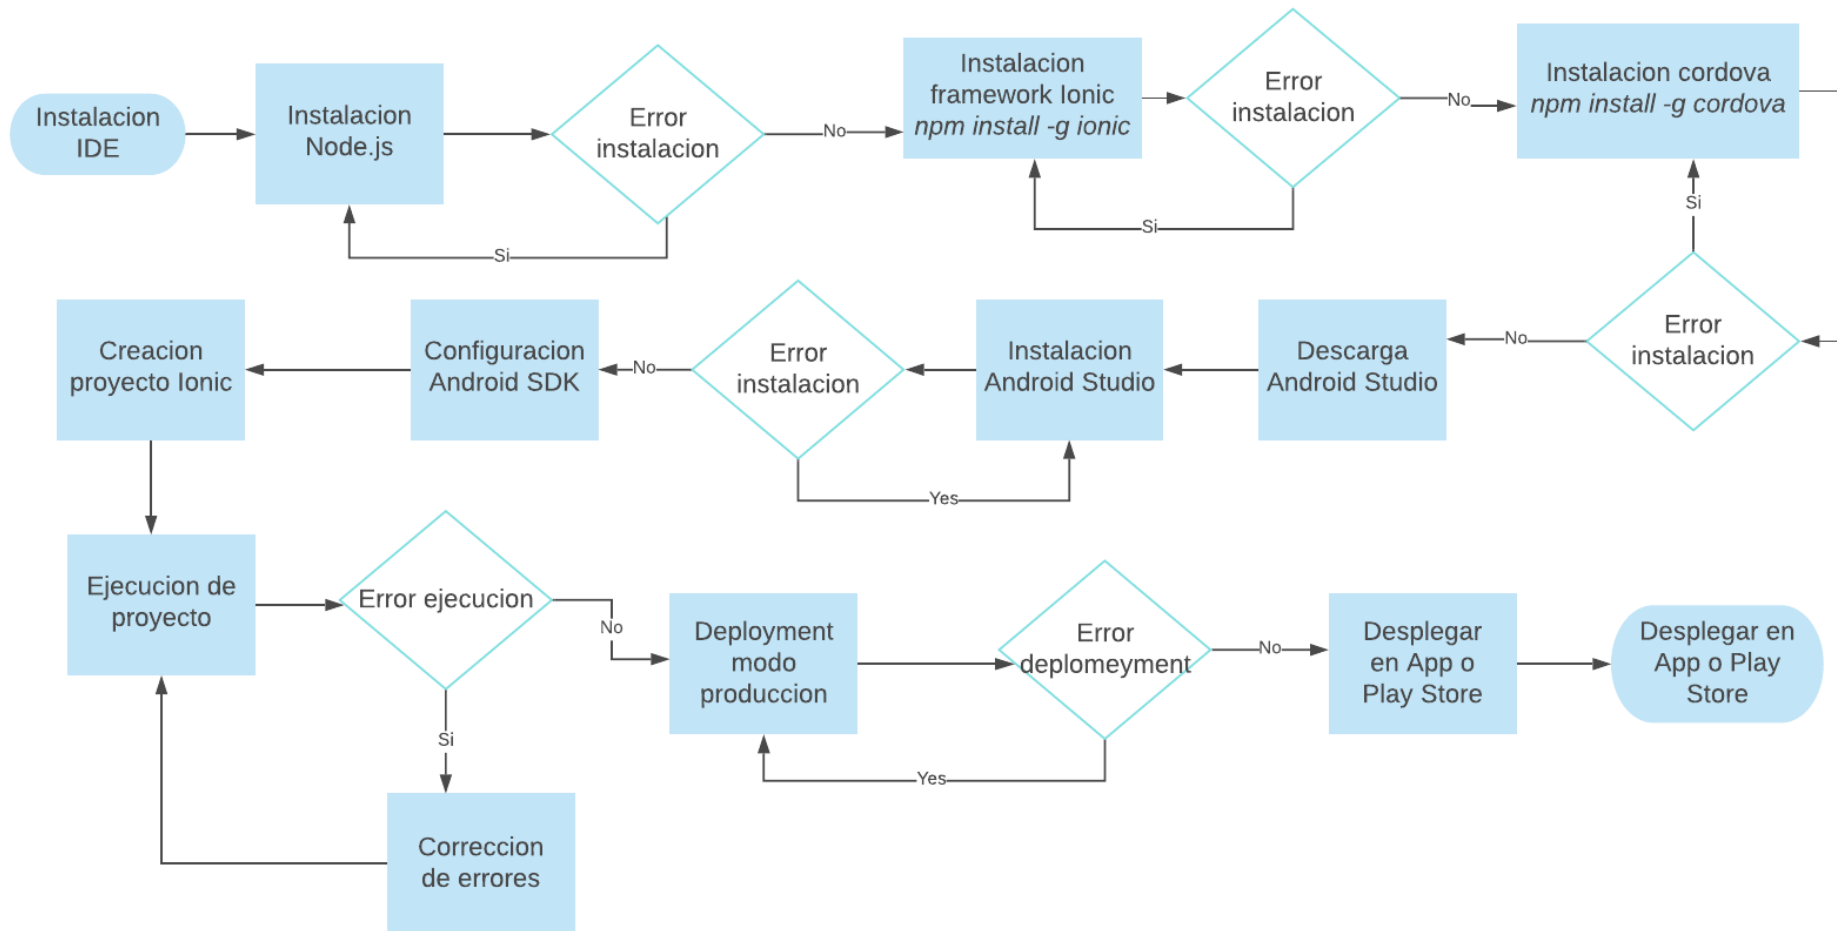 Instalacion
IDE
Instalacion
Node.js
Error
instalacion
No
Si
Instalacion
framework Ionic
npm install -g ionic
Error
instalacion
No
Si
Instalacion cordova
npm install -g cordova
Si
Error
instalacion
No
Descarga
Android Studio
Instalacion
Android Studio
Error
instalacion
No
Yes
Configuracion
Android SDK
Creacion
proyecto Ionic
Ejecucion de
proyecto
Error ejecucion
No
Si
Correccion
de errores
Deployment
modo
produccion
Error
deplomeyment
No
Yes
Desplegar
en App o
Play Store
Desplegar en
App o Play
Store